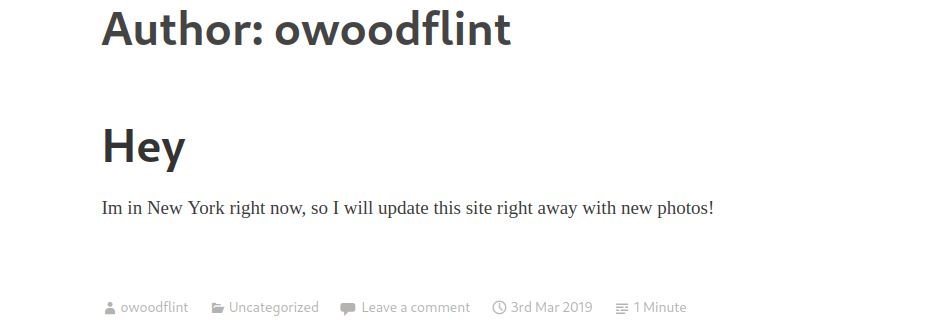 Author: owoodflint
Hey
Im in New York right now, so I will update this site right away with new photos!
owoodflint Uncategorized Leave a comment 3rd Mar 2019 1 Minute